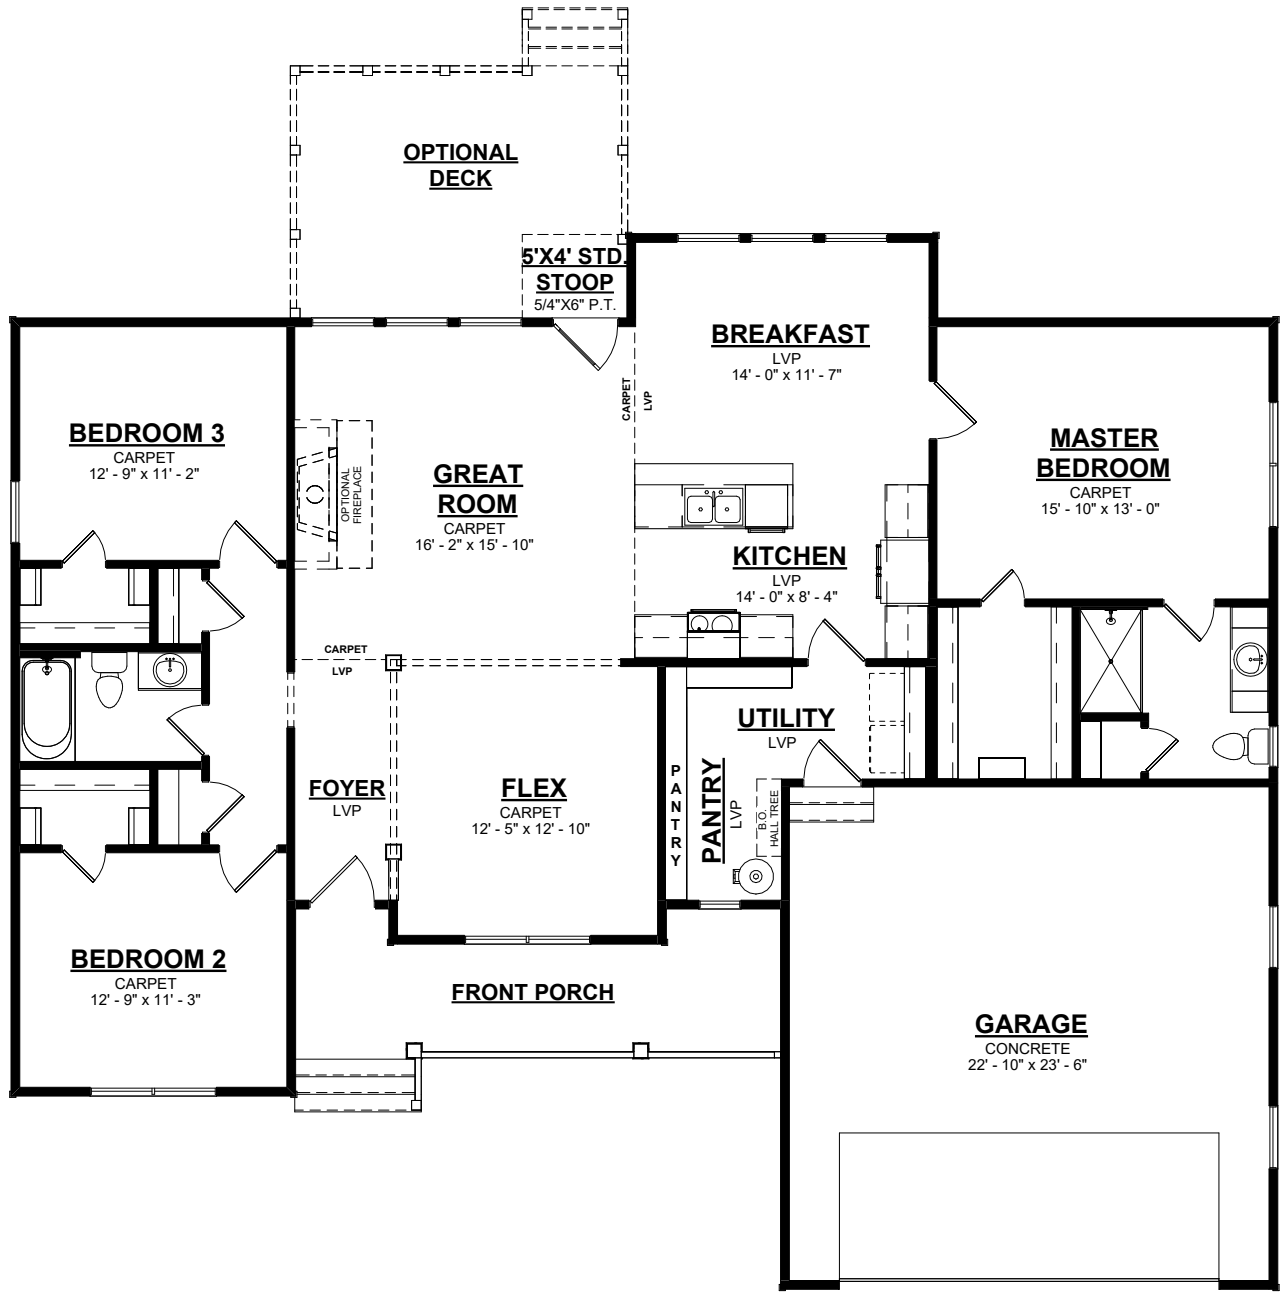 OPTIONAL
DECK
5'X4' STD.
STOOP
5/4"X6" P.T.
BREAKFAST
LVP
14' - 0" x 11' - 7"
CARPET
LVP
BEDROOM 3
CARPET
12' - 9" x 11' - 2"
OPTIONAL
FIREPLACE
GREAT
ROOM
CARPET
16' - 2" x 15' - 10"
MASTER
BEDROOM
CARPET
15' - 10" x 13' - 0"
KITCHEN
LVP
14' - 0" x 8' - 4"
CARPET
LVP
FOYER
LVP
FLEX
CARPET
12' - 5" x 12' - 10"
UTILITY
LVP
PANTRY
PANTRY
LVP
B.O.
HALL TREE
BEDROOM 2
CARPET
12' - 9" x 11' - 3"
FRONT PORCH
GARAGE
CONCRETE
22' - 10" x 23' - 6"